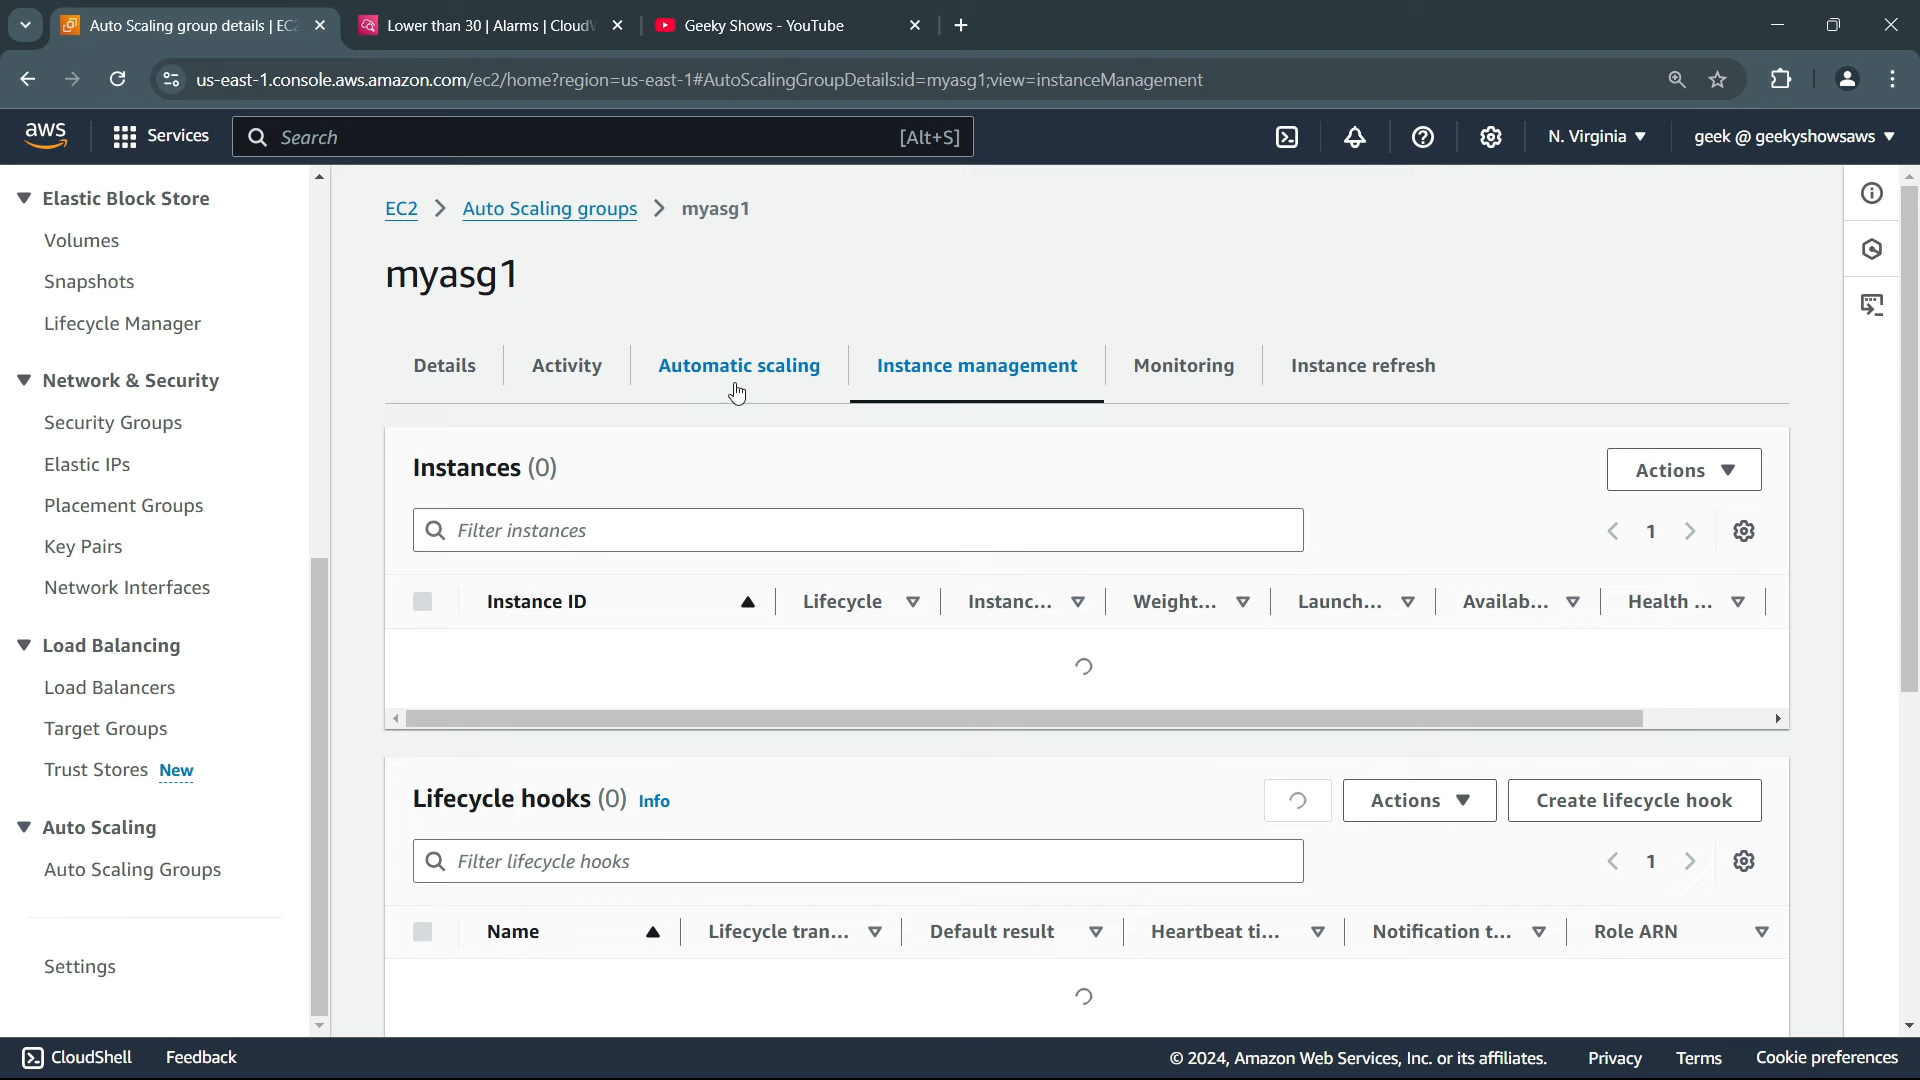 Auto Scaling group details | EC2
Lower than 30 | Alarms | CloudW
Geeky Shows - YouTube
us-east-1.console.aws.amazon.com/ec2/home?region=us-east-1#AutoScalingGroupDetails:id=myasg1;view=instanceManagement
aws
Services
Search
[Alt+S]
N. Virginia
geek @ geekyshowsaws
Elastic Block Store
Volumes
Snapshots
Lifecycle Manager
Network & Security
Security Groups
Elastic IPs
Placement Groups
Key Pairs
Network Interfaces
Load Balancing
Load Balancers
Target Groups
Trust Stores New
Auto Scaling
Auto Scaling Groups
Settings
EC2 > Auto Scaling groups > myasg1
myasg1
Details
Activity
Automatic scaling
Instance management
Monitoring
Instance refresh
Instances (0)
Actions
Filter instances
1
Instance ID
Lifecycle
Instanc...
Weight...
Launch...
Availab...
Health ...
Lifecycle hooks (0) Info
Actions
Create lifecycle hook
Filter lifecycle hooks
1
Name
Lifecycle tran...
Default result
Heartbeat ti...
Notification t...
Role ARN
CloudShell
Feedback
© 2024, Amazon Web Services, Inc. or its affiliates.
Privacy
Terms
Cookie preferences